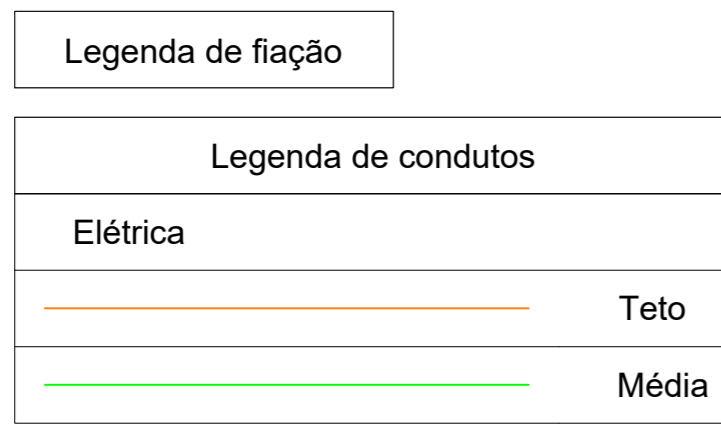 Legenda de fiação
Legenda de condutos
Elétrica
Teto
Média